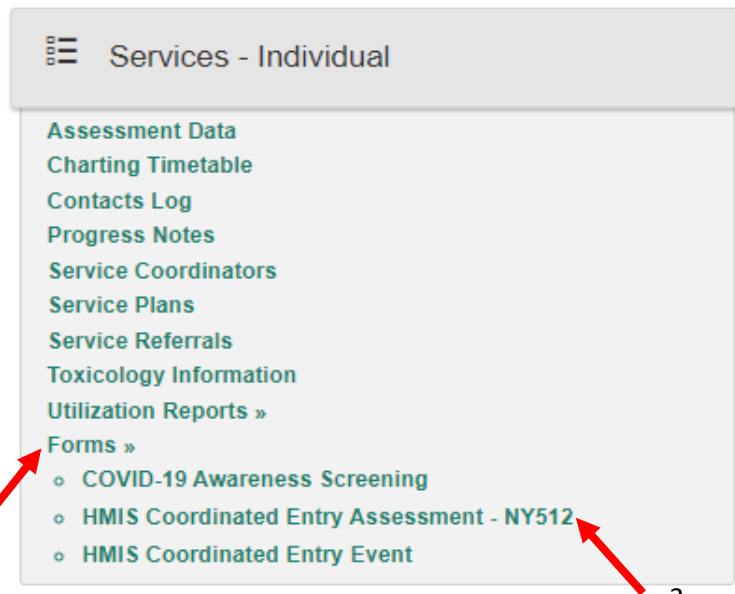 Services - Individual
Assessment Data
Charting Timetable
Contacts Log
Progress Notes
Service Coordinators
Service Plans
Service Referrals
Toxicology Information
Utilization Reports »
Forms »
COVID-19 Awareness Screening
HMIS Coordinated Entry Assessment - NY512
HMIS Coordinated Entry Event